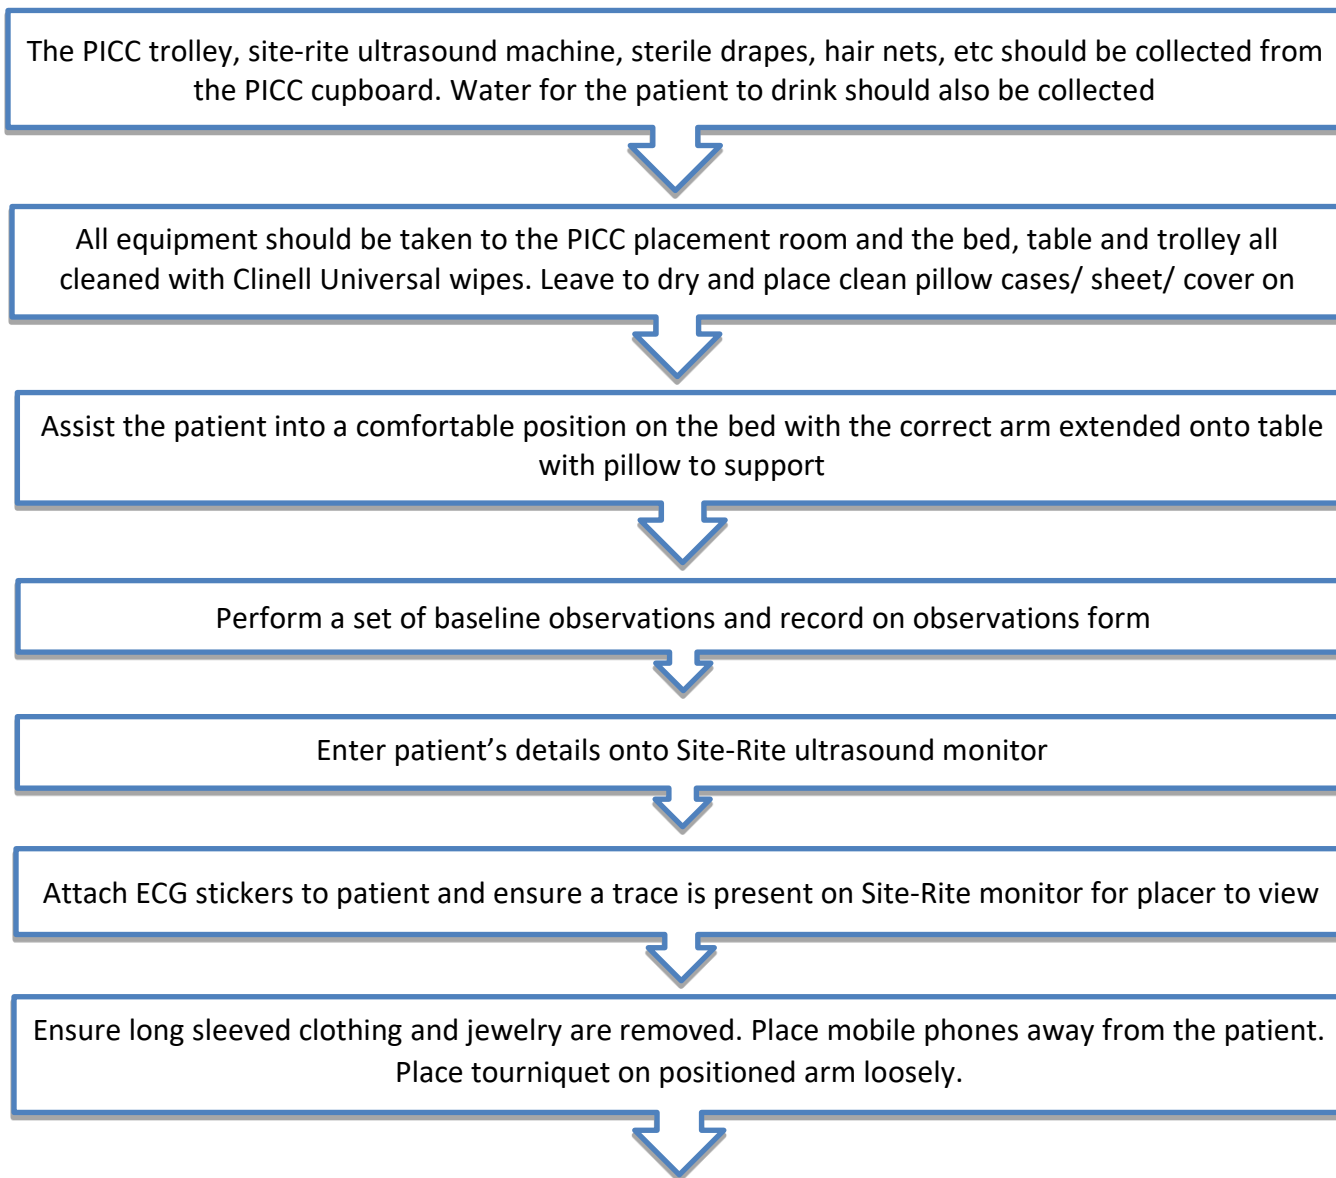 The PICC trolley, site-rite ultrasound machine, sterile drapes, hair nets, etc should be collected from
the PICC cupboard. Water for the patient to drink should also be collected
All equipment should be taken to the PICC placement room and the bed, table and trolley all
cleaned with Clinell Universal wipes. Leave to dry and place clean pillow cases/ sheet/ cover on
Assist the patient into a comfortable position on the bed with the correct arm extended onto table
with pillow to support
Perform a set of baseline observations and record on observations form
Enter patient’s details onto Site-Rite ultrasound monitor
Attach ECG stickers to patient and ensure a trace is present on Site-Rite monitor for placer to view
Ensure long sleeved clothing and jewelry are removed. Place mobile phones away from the patient.
Place tourniquet on positioned arm loosely.